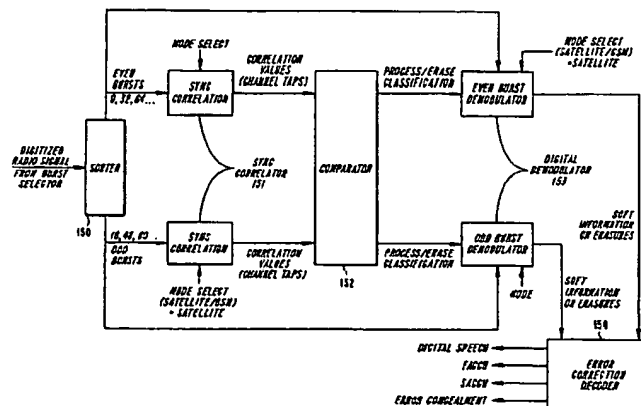 MODE SELECT
CORRELATION
VALUES
(CHANNEL TAPS)
PROCESS/ERASE
CLASSIFICATION
MODE SELECT
(SATELLITE/GSM)
=SATELLITE
EVEN
BURSTS
0,32,64...
SYNC
CORRELATION
EVEN BURST
DEMODULATOR
DIGITIZED
RADIO SIGNAL
FROM BURST
SELECTOR
SORTER
150
SYNC
CORRELATOR
151
COMPARATOR
152
DIGITAL
DEMODULATOR
153
SOFT
INFORMATION
OR ERASURES
ODD
BURSTS
SYNC
CORRELATION
CORRELATION
VALUES
(CHANNEL TAPS)
PROCESS/ERASE
CLASSIFICATION
ODD BURST
DEMODULATOR
MODE SELECT
(SATELLITE/GSM)
=SATELLITE
MODE
SOFT
INFORMATION
OR ERASURES
154
DIGITAL SPEECH
FACCH
SACCH
ERROR CONCEALMENT
ERROR
CORRECTION
DECODER